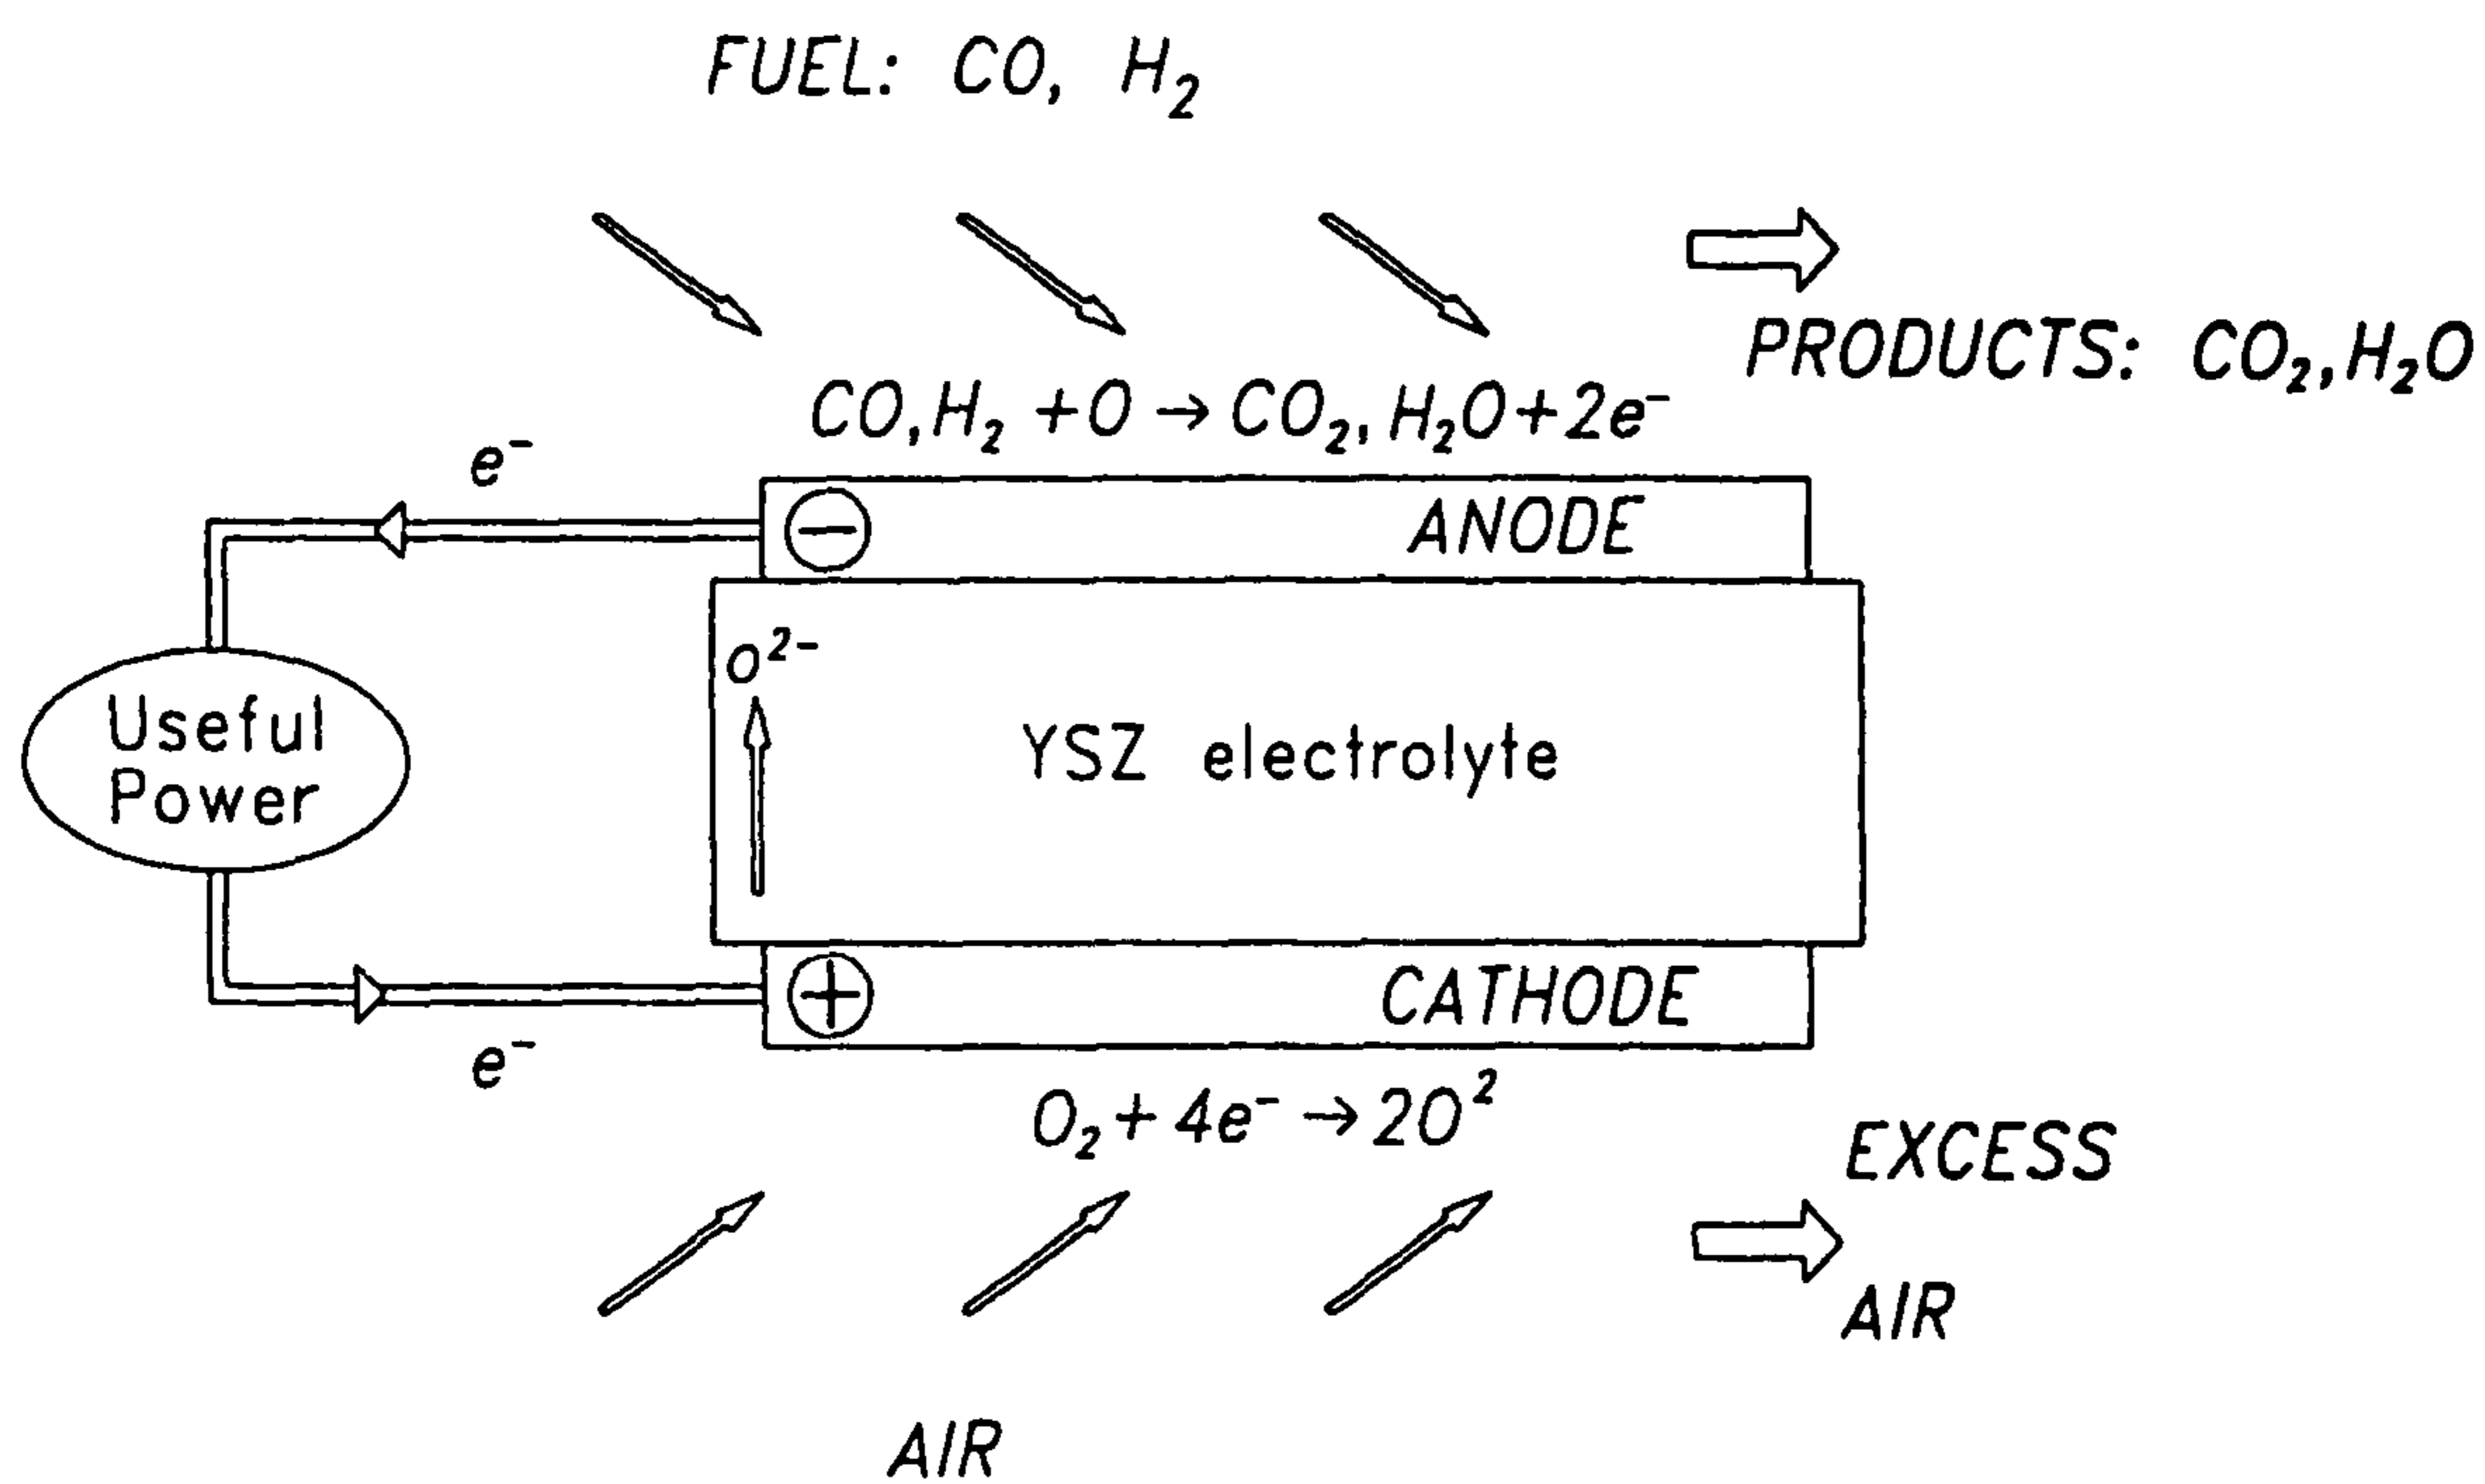 FUEL: CO, H₂
PRODUCTS: CO₂,H₂O
CO,H₂ +O → CO₂,H₂O+2e⁻
e⁻
⊖ ANODE
O²⁻
Useful
Power
YSZ electrolyte
⊕ CATHODE
e⁻
O₂+4e⁻→2O²
EXCESS
AIR
AIR